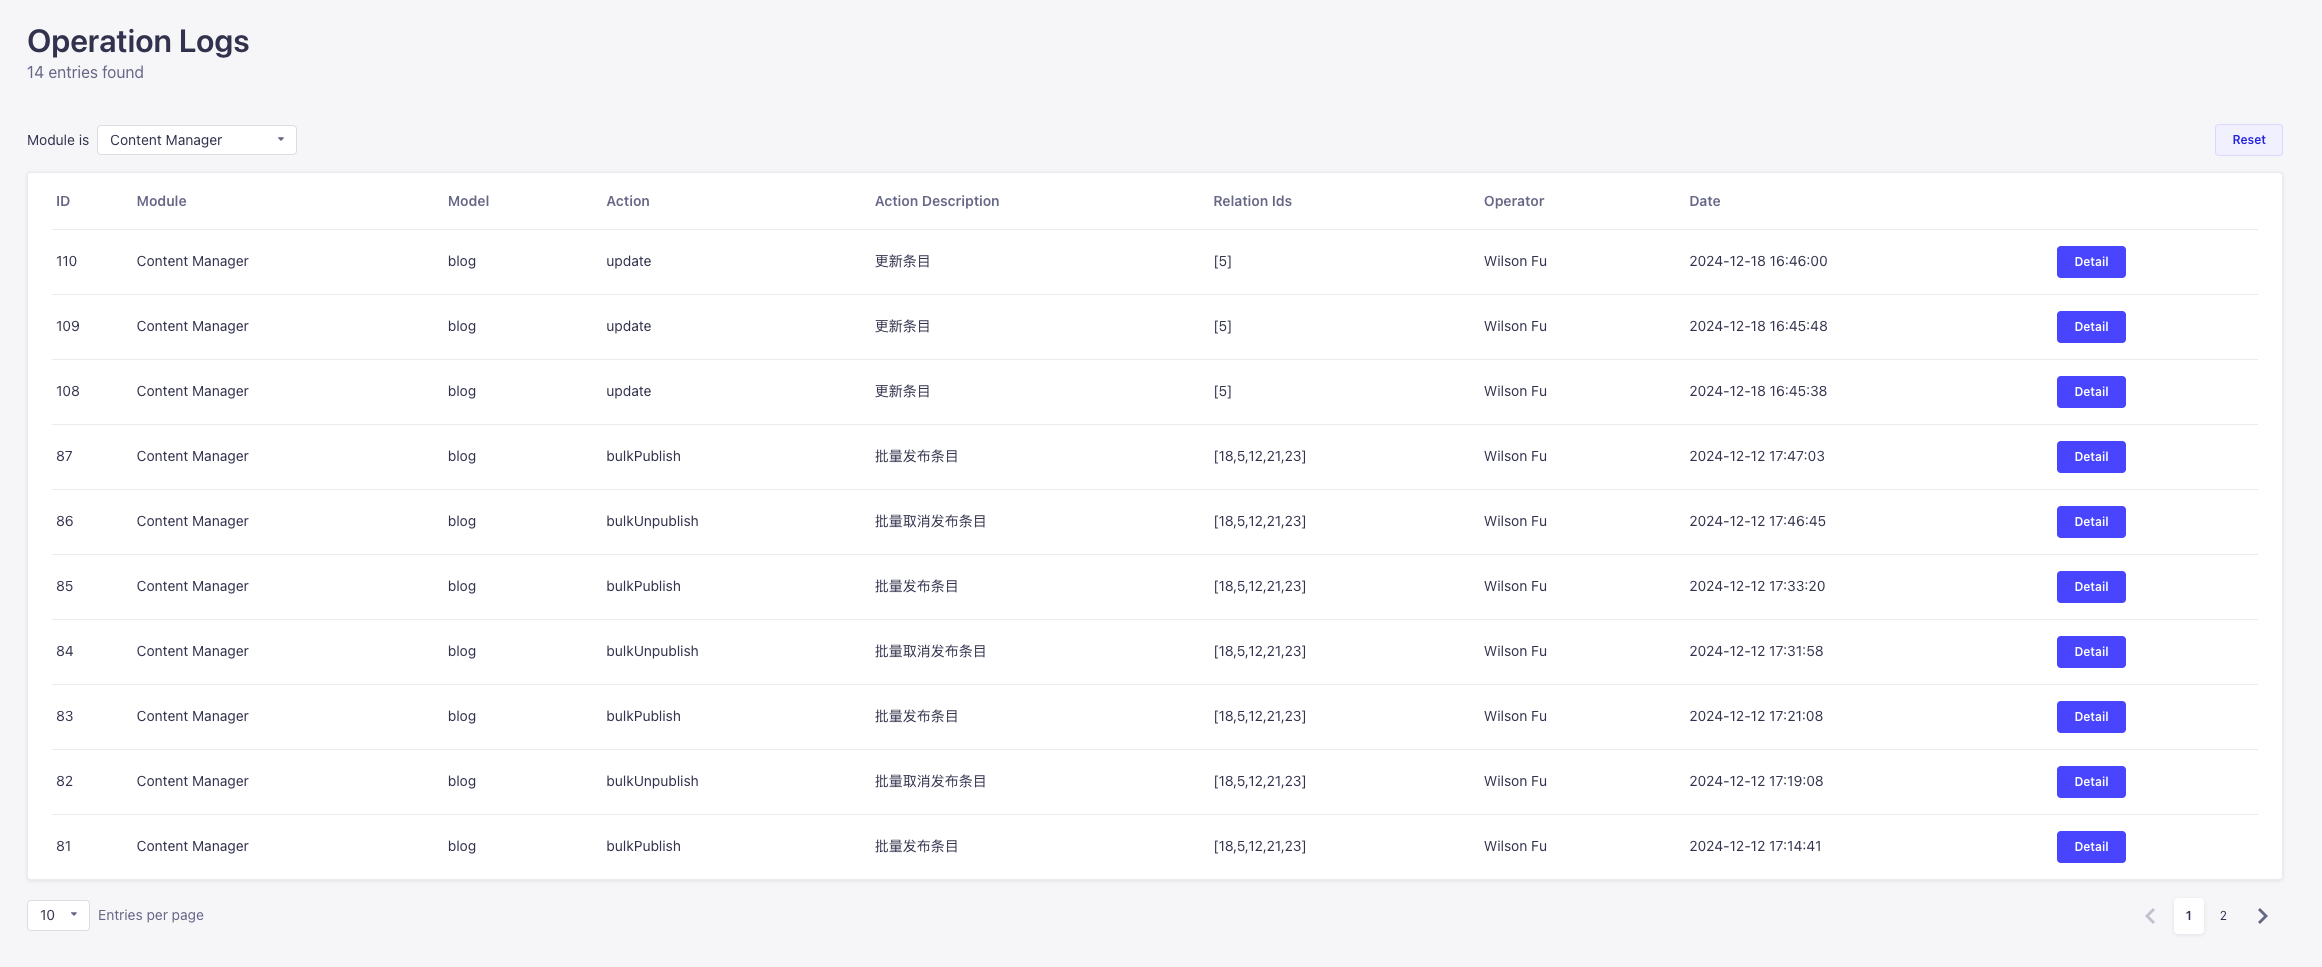 Operation Logs
14 entries found
Module is Content Manager Reset
ID Module Model Action Action Description Relation Ids Operator Date
110 Content Manager blog update 更新条目 [5] Wilson Fu 2024-12-18 16:46:00 Detail
109 Content Manager blog update 更新条目 [5] Wilson Fu 2024-12-18 16:45:48 Detail
108 Content Manager blog update 更新条目 [5] Wilson Fu 2024-12-18 16:45:38 Detail
87 Content Manager blog bulkPublish 批量发布条目 [18,5,12,21,23] Wilson Fu 2024-12-12 17:47:03 Detail
86 Content Manager blog bulkUnpublish 批量取消发布条目 [18,5,12,21,23] Wilson Fu 2024-12-12 17:46:45 Detail
85 Content Manager blog bulkPublish 批量发布条目 [18,5,12,21,23] Wilson Fu 2024-12-12 17:33:20 Detail
84 Content Manager blog bulkUnpublish 批量取消发布条目 [18,5,12,21,23] Wilson Fu 2024-12-12 17:31:58 Detail
83 Content Manager blog bulkPublish 批量发布条目 [18,5,12,21,23] Wilson Fu 2024-12-12 17:21:08 Detail
82 Content Manager blog bulkUnpublish 批量取消发布条目 [18,5,12,21,23] Wilson Fu 2024-12-12 17:19:08 Detail
81 Content Manager blog bulkPublish 批量发布条目 [18,5,12,21,23] Wilson Fu 2024-12-12 17:14:41 Detail
10 Entries per page 1 2